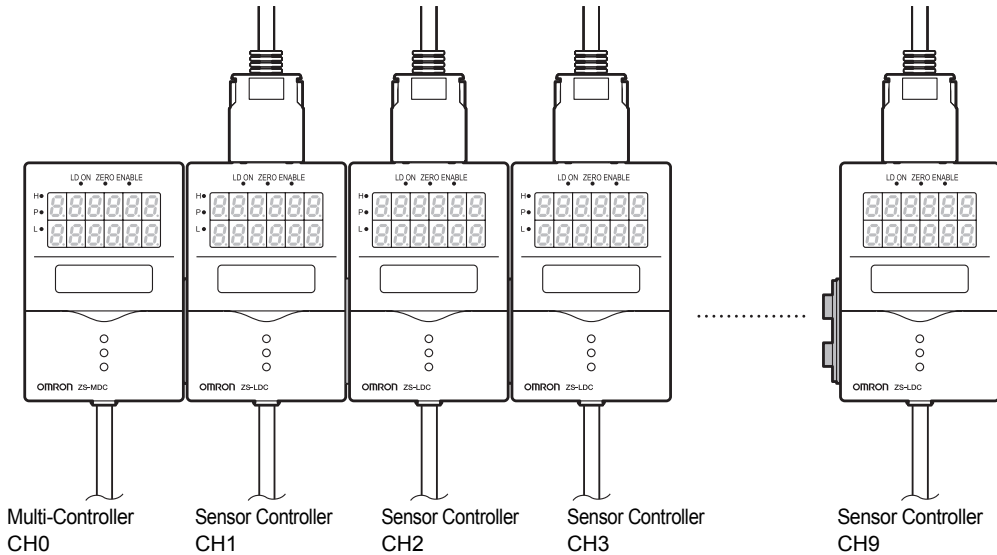 LD ON ZERO ENABLE
H
P
L
OMRON ZS-MDC
LD ON ZERO ENABLE
H
P
L
OMRON ZS-LDC
LD ON ZERO ENABLE
H
P
L
OMRON ZS-LDC
LD ON ZERO ENABLE
H
P
L
OMRON ZS-LDC
LD ON ZERO ENABLE
OMRON ZS-LDC
Multi-Controller
CH0
Sensor Controller
CH1
Sensor Controller
CH2
Sensor Controller
CH3
Sensor Controller
CH9